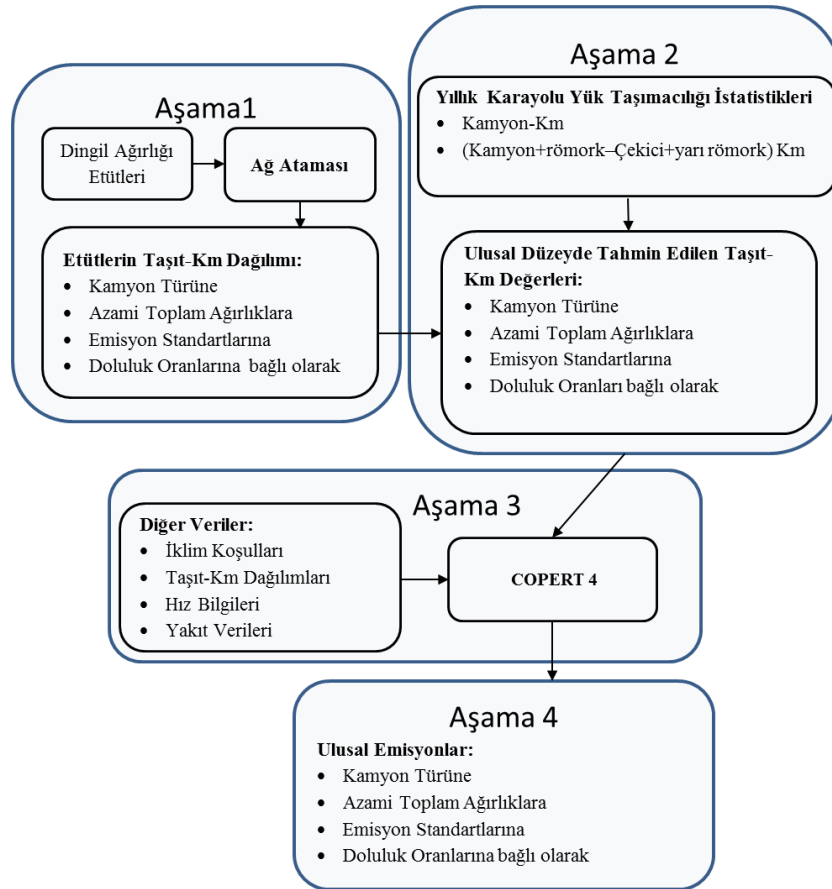 Aşama1
Dingil Ağırlığı
Etütleri
Ağ Ataması
Etütlerin Taşıt-Km Dağılımı:
• Kamyon Türüne
• Azami Toplam Ağırlıklara
• Emisyon Standartlarına
• Doluluk Oranlarına bağlı olarak
Aşama 2
Yıllık Karayolu Yük Taşımacılığı İstatistikleri
• Kamyon-Km
• (Kamyon+römork–Çekici+yarı römork) Km
Ulusal Düzeyde Tahmin Edilen Taşıt-
Km Değerleri:
• Kamyon Türüne
• Azami Toplam Ağırlıklara
• Emisyon Standartlarına
• Doluluk Oranları bağlı olarak
Aşama 3
Diğer Veriler:
• İklim Koşulları
• Taşıt-Km Dağılımları
• Hız Bilgileri
• Yakıt Verileri
COPERT 4
Aşama 4
Ulusal Emisyonlar:
• Kamyon Türüne
• Azami Toplam Ağırlıklara
• Emisyon Standartlarına
• Doluluk Oranlarına bağlı olarak